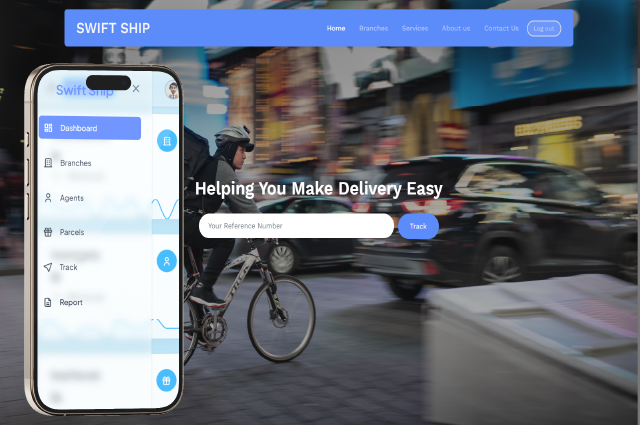 SWIFT SHIP
Home Branches Services About us Contact Us Log out
Swift Ship
Dashboard
Branches
Agents
Parcels
Track
Report
Helping You Make Delivery Easy
Your Reference Number
Track